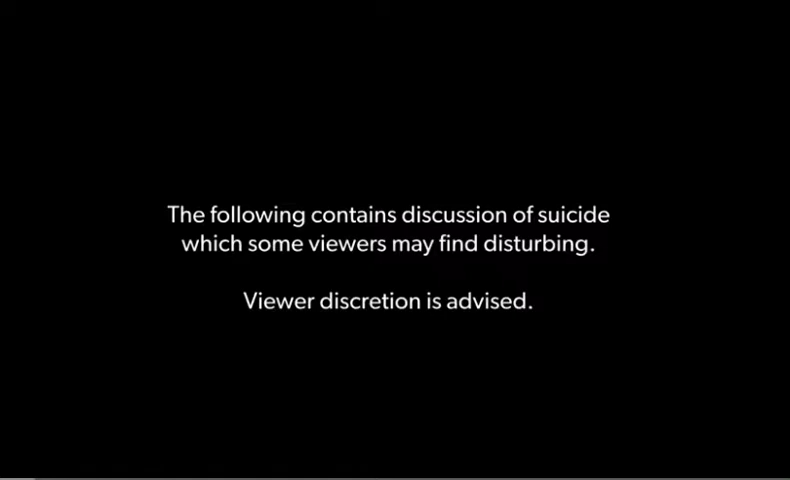 The following contains discussion of suicide
which some viewers may find disturbing.
Viewer discretion is advised.